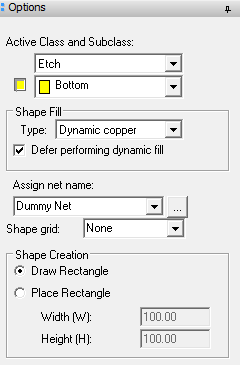 Options
Active Class and Subclass:
Etch
Bottom
Shape Fill
Type: Dynamic copper
Defer performing dynamic fill
Assign net name:
Dummy Net ...
Shape grid: None
Shape Creation
Draw Rectangle
Place Rectangle
Width (W): 100.00
Height (H): 100.00